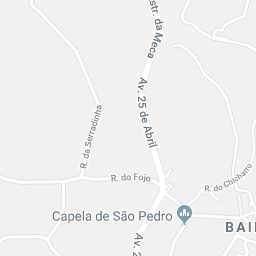 str. da Meca
Av. 25 de Abril
R. da Serradinha
R. do Fojo
R. do Chicharro
Capela de São Pedro
BAI
Av. 2